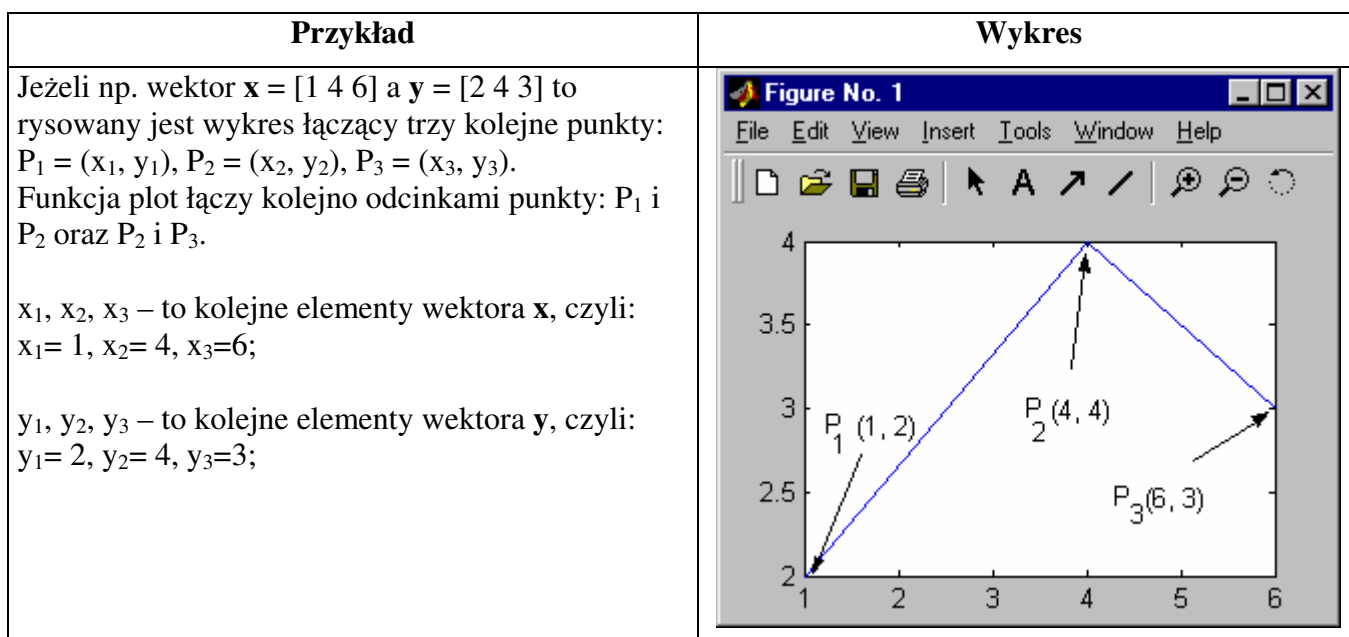 Przykład
Wykres
Jeżeli np. wektor x = [1 4 6] a y = [2 4 3] to
rysowany jest wykres łączący trzy kolejne punkty:
P₁ = (x₁, y₁), P₂ = (x₂, y₂), P₃ = (x₃, y₃).
Funkcja plot łączy kolejno odcinkami punkty: P₁ i
P₂ oraz P₂ i P₃.
x₁, x₂, x₃ – to kolejne elementy wektora x, czyli:
x₁= 1, x₂= 4, x₃=6;
y₁, y₂, y₃ – to kolejne elementy wektora y, czyli:
y₁= 2, y₂= 4, y₃=3;
Figure No. 1
File Edit View Insert Tools Window Help
A
4
3.5
3
2.5
2
P₁ (1, 2)
P₂(4, 4)
P₃(6, 3)
1 2 3 4 5 6